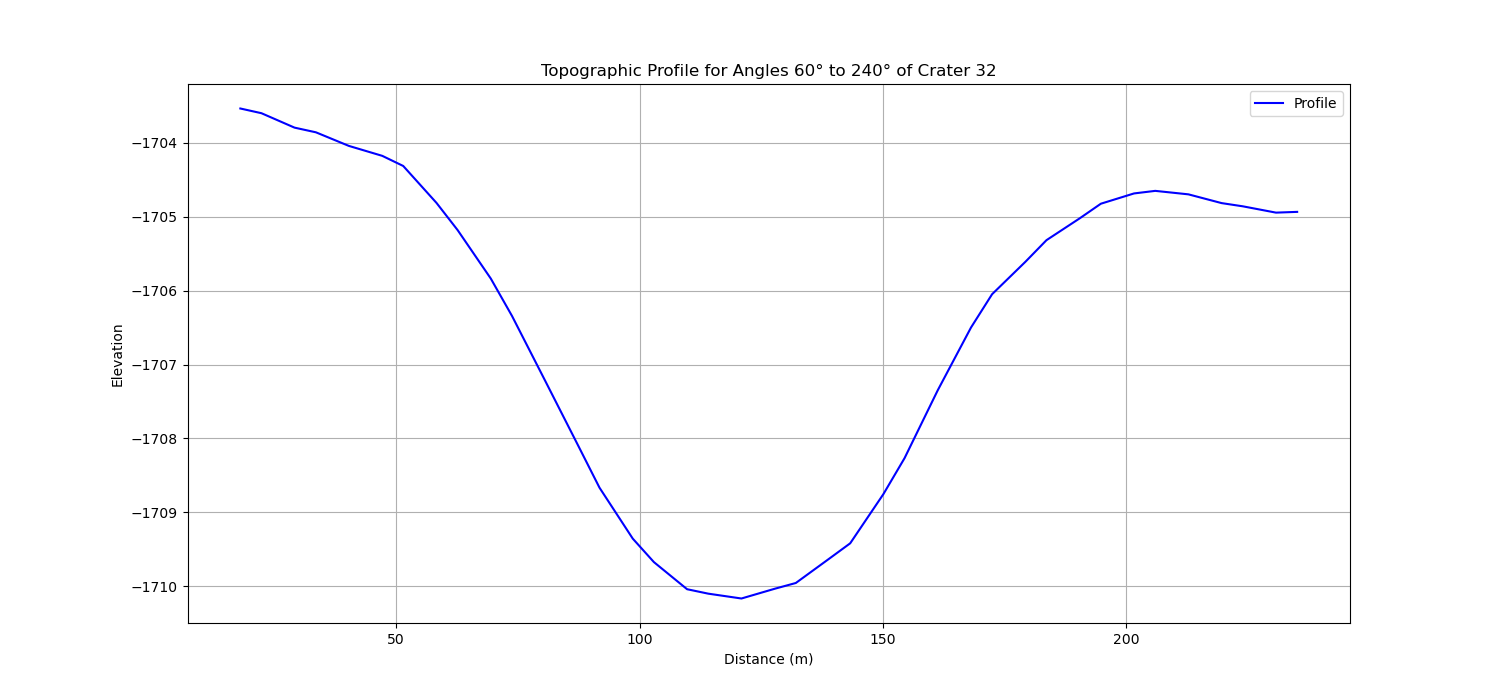 Topographic Profile for Angles 60° to 240° of Crater 32
Profile
−1704
−1705
−1706
−1707
−1708
−1709
−1710
Elevation
50
100
150
200
Distance (m)